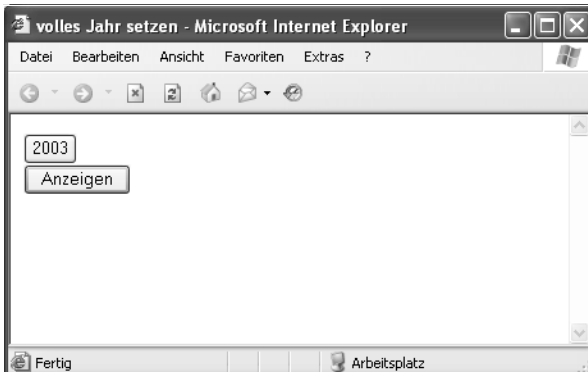 volles Jahr setzen - Microsoft Internet Explorer
Datei Bearbeiten Ansicht Favoriten Extras ?
2003
Anzeigen
Fertig Arbeitsplatz